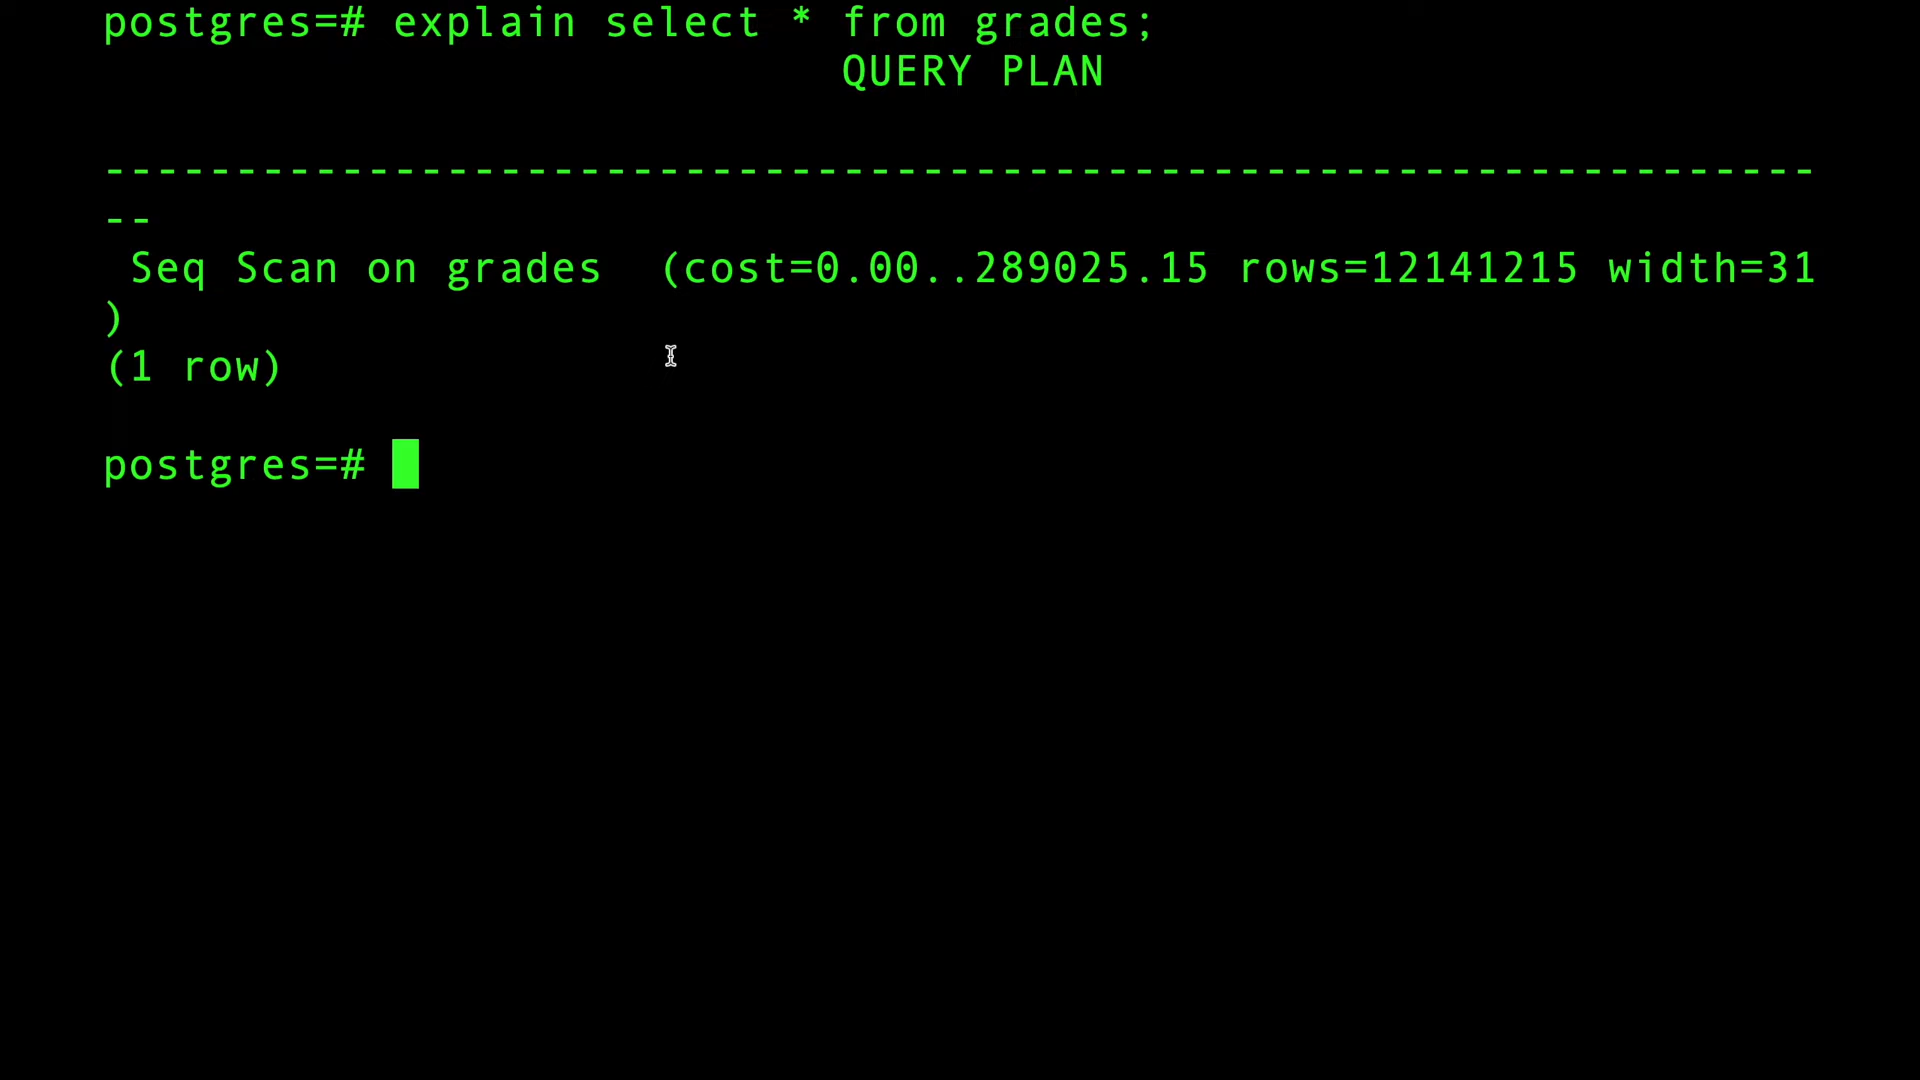 postgres=# explain select * from grades;
QUERY PLAN
-----------------------------------------------------------------
--
Seq Scan on grades  (cost=0.00..289025.15 rows=12141215 width=31
)
(1 row)
postgres=#